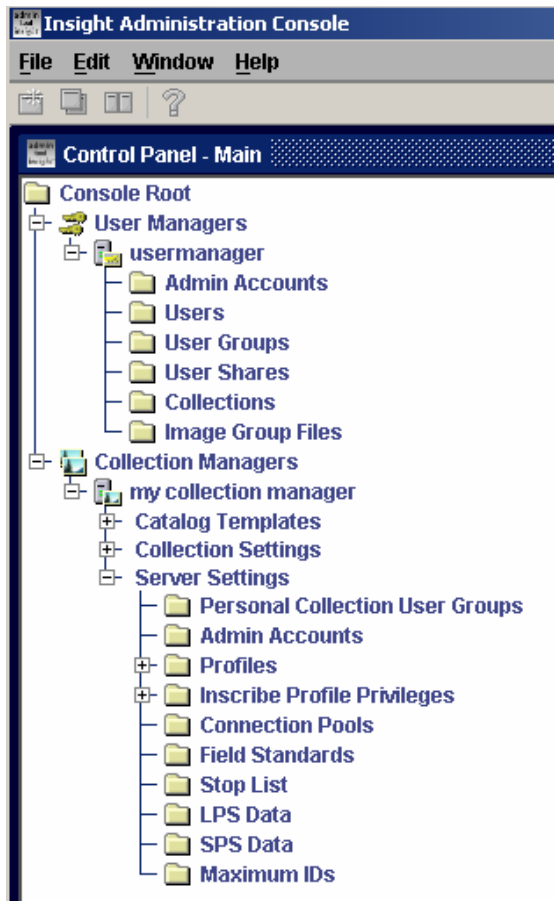 Insight Administration Console
File Edit Window Help
Control Panel - Main
Console Root
User Managers
usermanager
Admin Accounts
Users
User Groups
User Shares
Collections
Image Group Files
Collection Managers
my collection manager
Catalog Templates
Collection Settings
Server Settings
Personal Collection User Groups
Admin Accounts
Profiles
Inscribe Profile Privileges
Connection Pools
Field Standards
Stop List
LPS Data
SPS Data
Maximum IDs